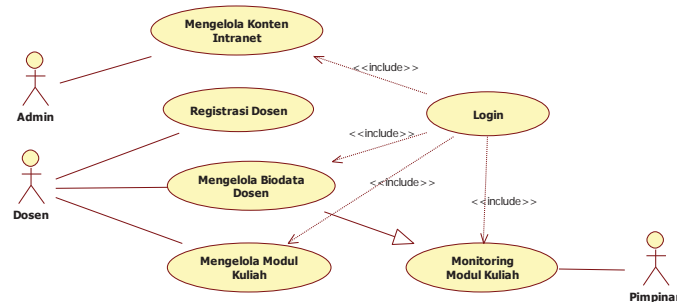 Mengelola Konten
Intranet
<<include>>
Admin
Registrasi Dosen
Login
<<include>>
Mengelola Biodata
Dosen
<<include>>
Dosen
<<include>>
Mengelola Modul
Kuliah
Monitoring
Modul Kuliah
Pimpinan